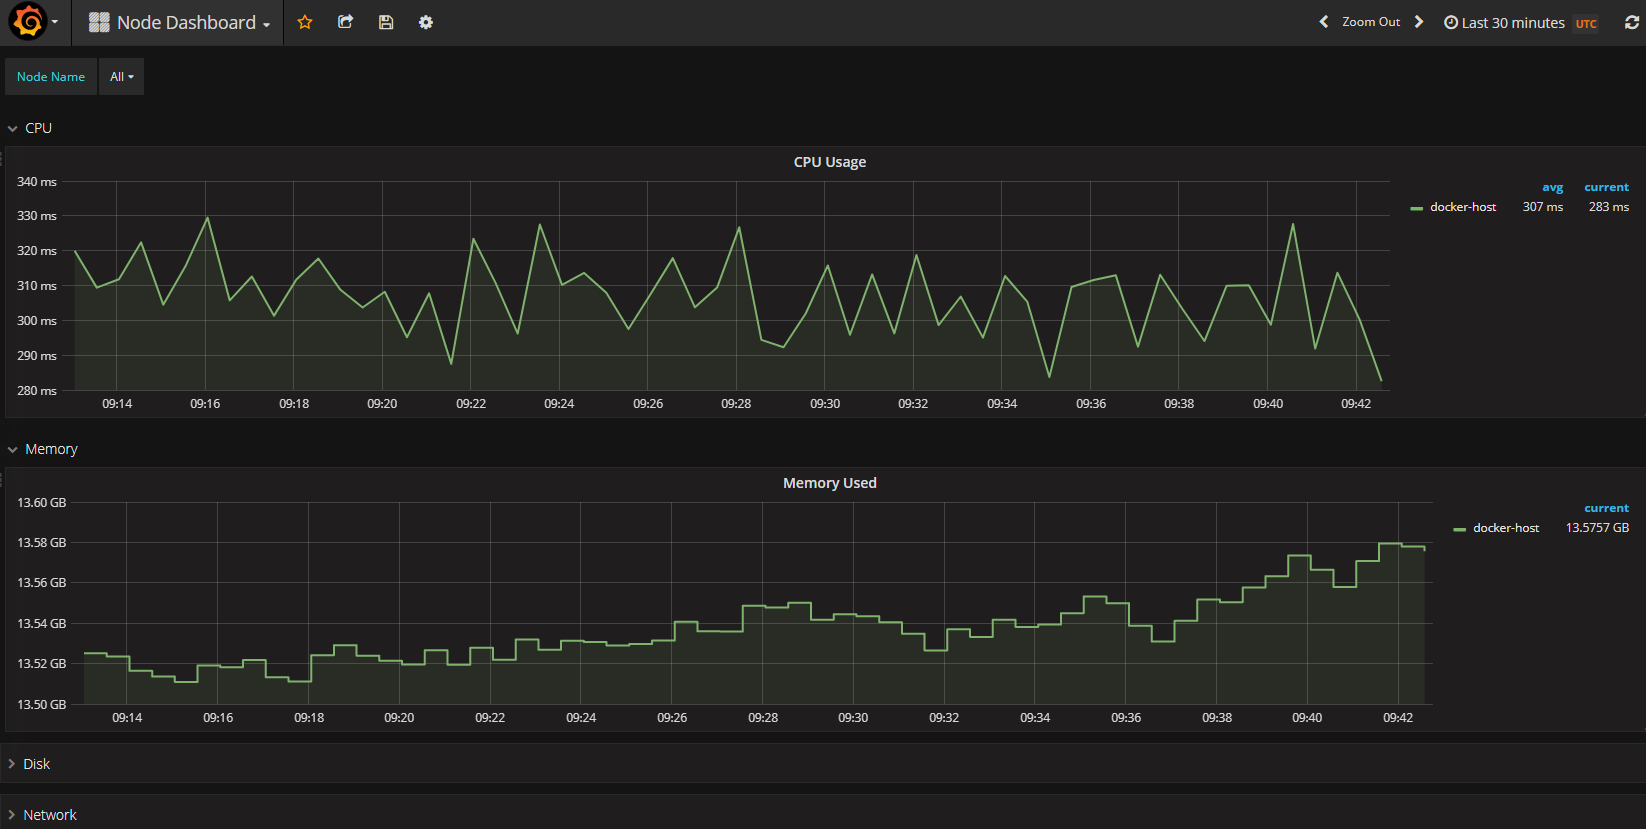 Node Dashboard
Zoom Out
Last 30 minutes UTC
Node Name All
CPU
CPU Usage
340 ms
330 ms
320 ms
310 ms
300 ms
290 ms
280 ms
09:14 09:16 09:18 09:20 09:22 09:24 09:26 09:28 09:30 09:32 09:34 09:36 09:38 09:40 09:42
avg current
docker-host 307 ms 283 ms
Memory
Memory Used
13.60 GB
13.58 GB
13.56 GB
13.54 GB
13.52 GB
13.50 GB
09:14 09:16 09:18 09:20 09:22 09:24 09:26 09:28 09:30 09:32 09:34 09:36 09:38 09:40 09:42
current
docker-host 13.5757 GB
Disk
Network